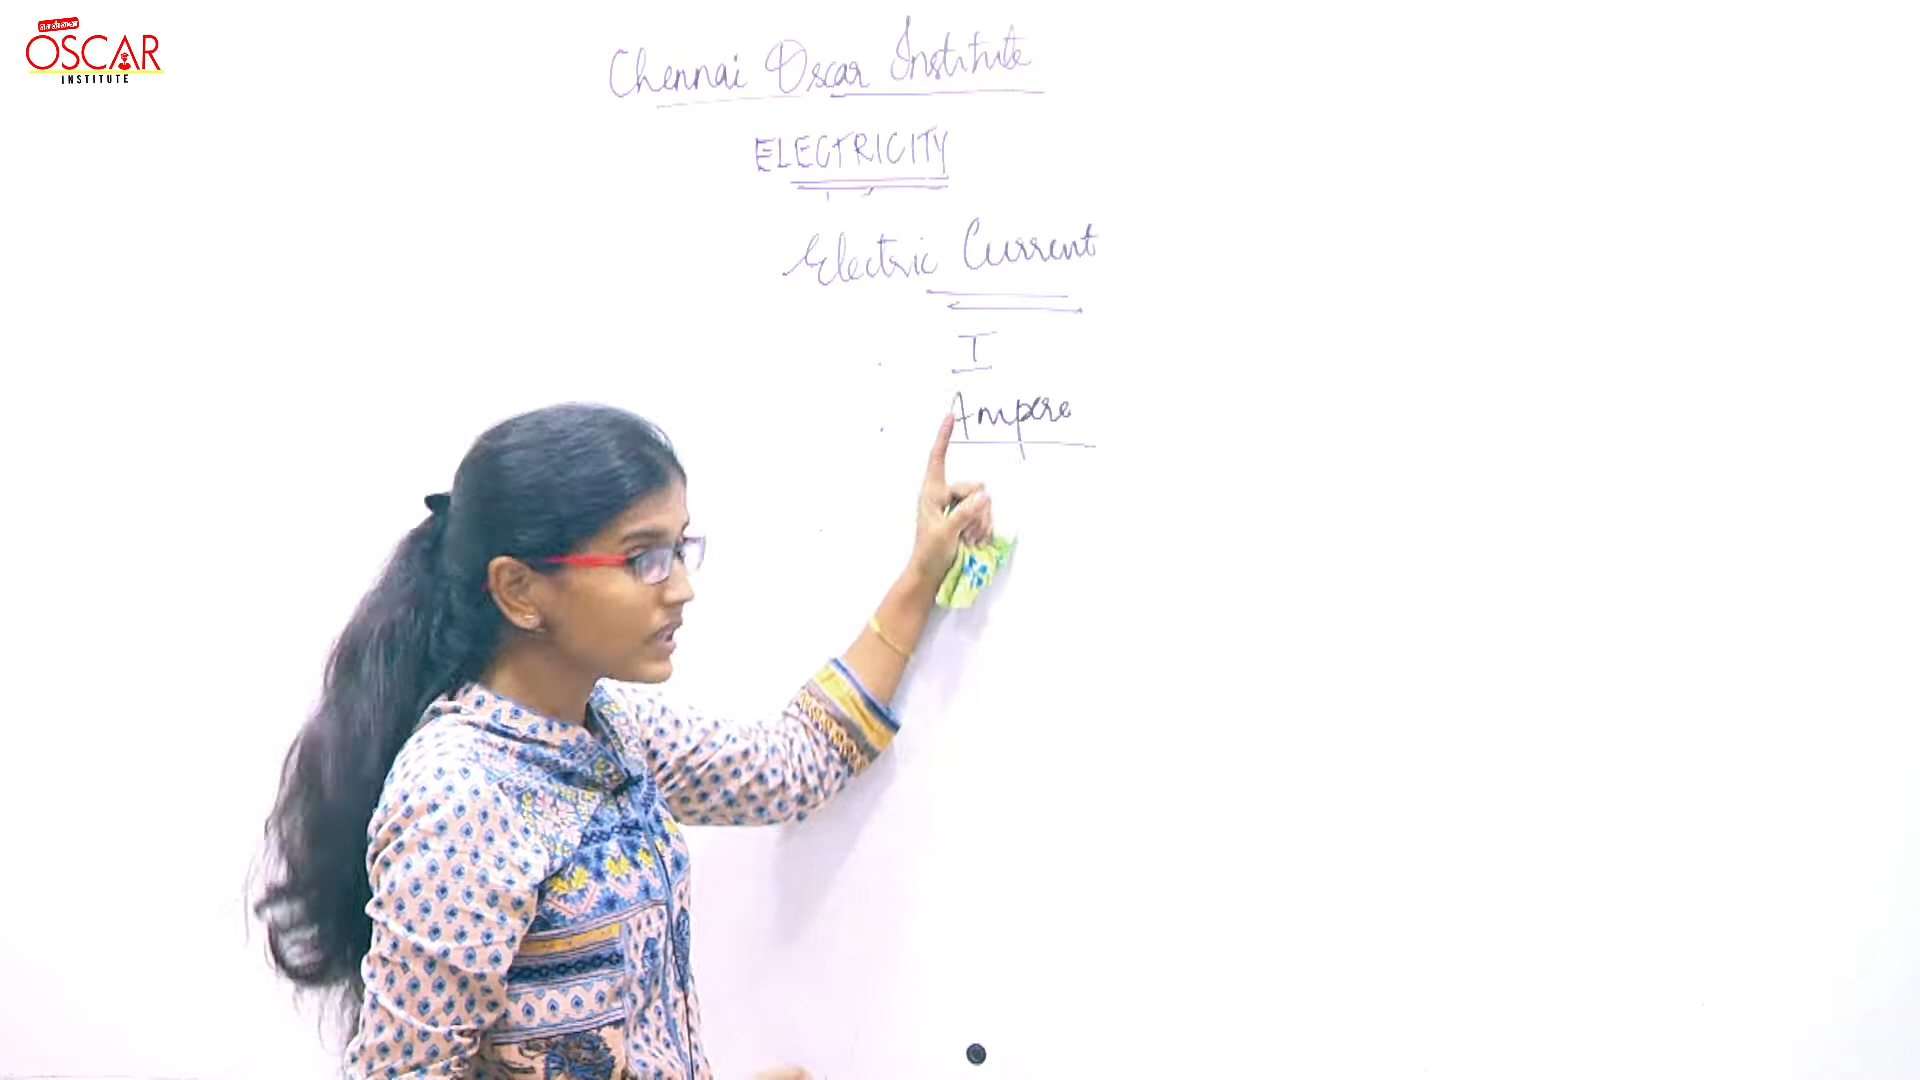 OSCAR
INSTITUTE
Chennai Oscar Institute
ELECTRICITY
Electric Current
I
Ampere